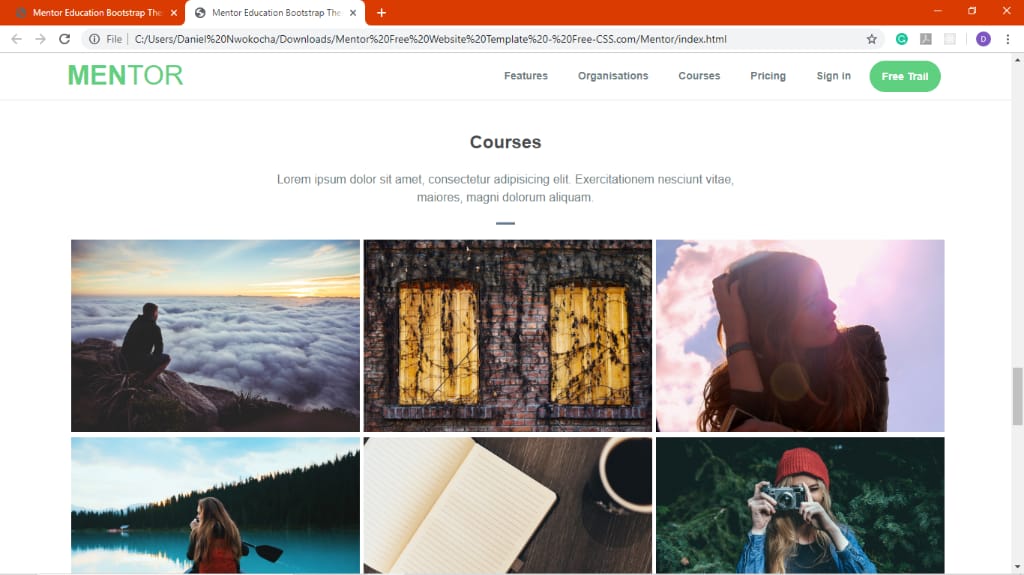 Mentor Education Bootstrap The
Mentor Education Bootstrap The
File
C:/Users/Daniel%20Nwokocha/Downloads/Mentor%20Free%20Website%20Template%20-%20Free-CSS.com/Mentor/index.html
D
MENTOR
Features
Organisations
Courses
Pricing
Sign in
Free Trail
Courses
Lorem ipsum dolor sit amet, consectetur adipisicing elit. Exercitationem nesciunt vitae,
maiores, magni dolorum aliquam.